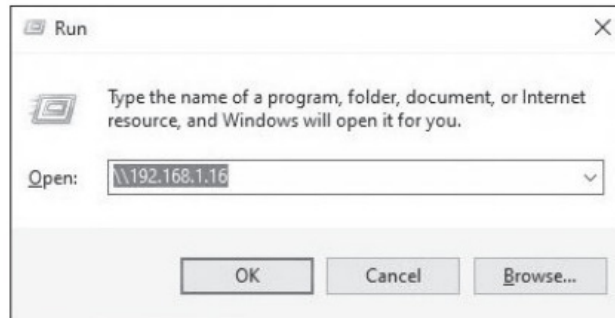 Run
Type the name of a program, folder, document, or Internet
resource, and Windows will open it for you.
Open: \\192.168.1.16
OK Cancel Browse...